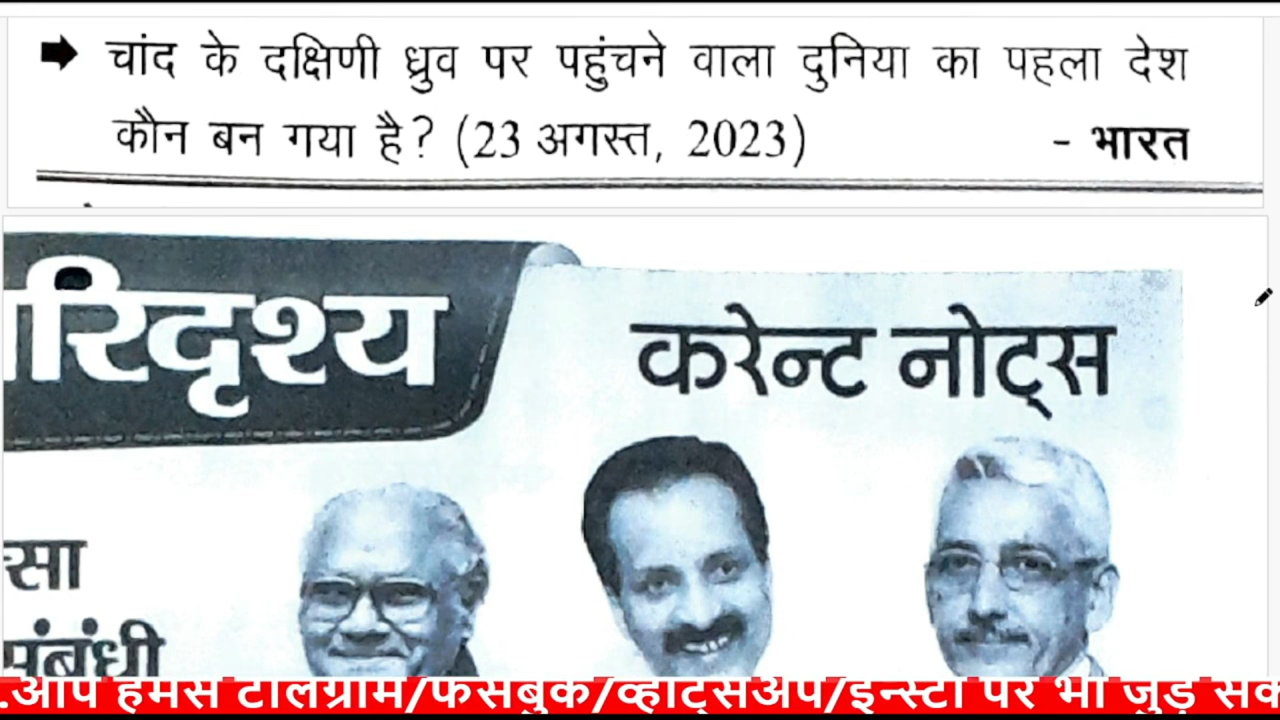 ➡ चांद के दक्षिणी ध्रुव पर पहुंचने वाला दुनिया का पहला देश
कौन बन गया है? (23 अगस्त, 2023) - भारत
रिदृश्य
करेन्ट नोट्स
सा
संबंधी
.आप हमसे टेलिग्राम/फेसबुक/व्हाट्सअप/इन्स्टा पर भी जुड़ सक